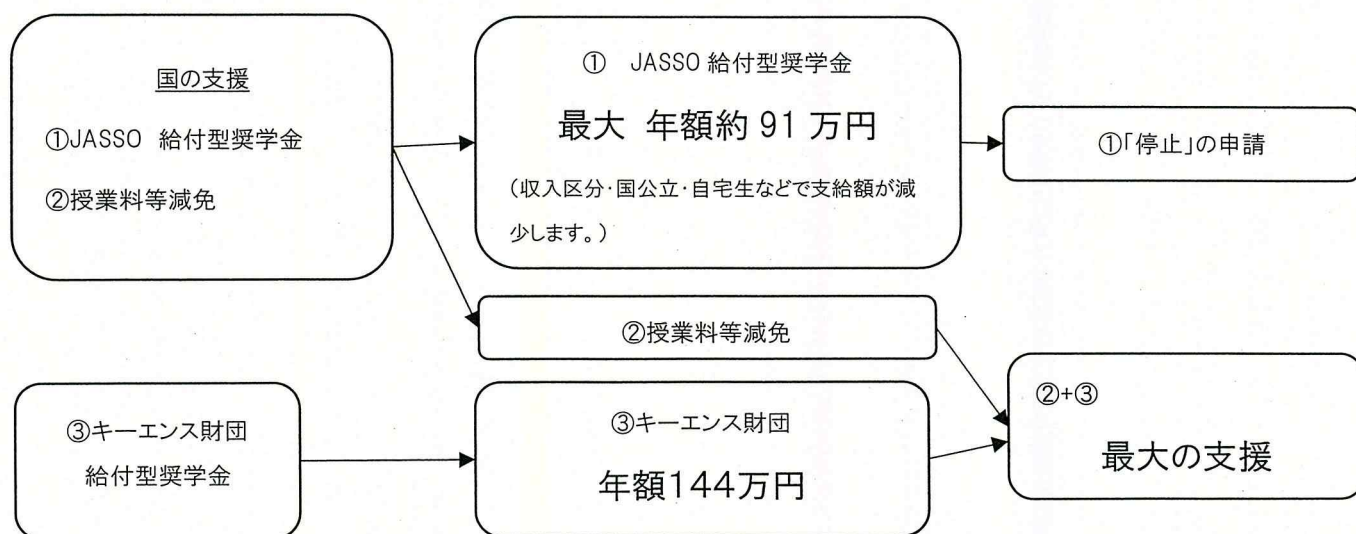 国の支援
①JASSO 給付型奨学金
②授業料等減免
① JASSO 給付型奨学金
最大 年額約 91 万円
(収入区分・国公立・自宅生などで支給額が減
少します。)
①「停止」の申請
②授業料等減免
③キーエンス財団
給付型奨学金
③キーエンス財団
年額144万円
②+③
最大の支援